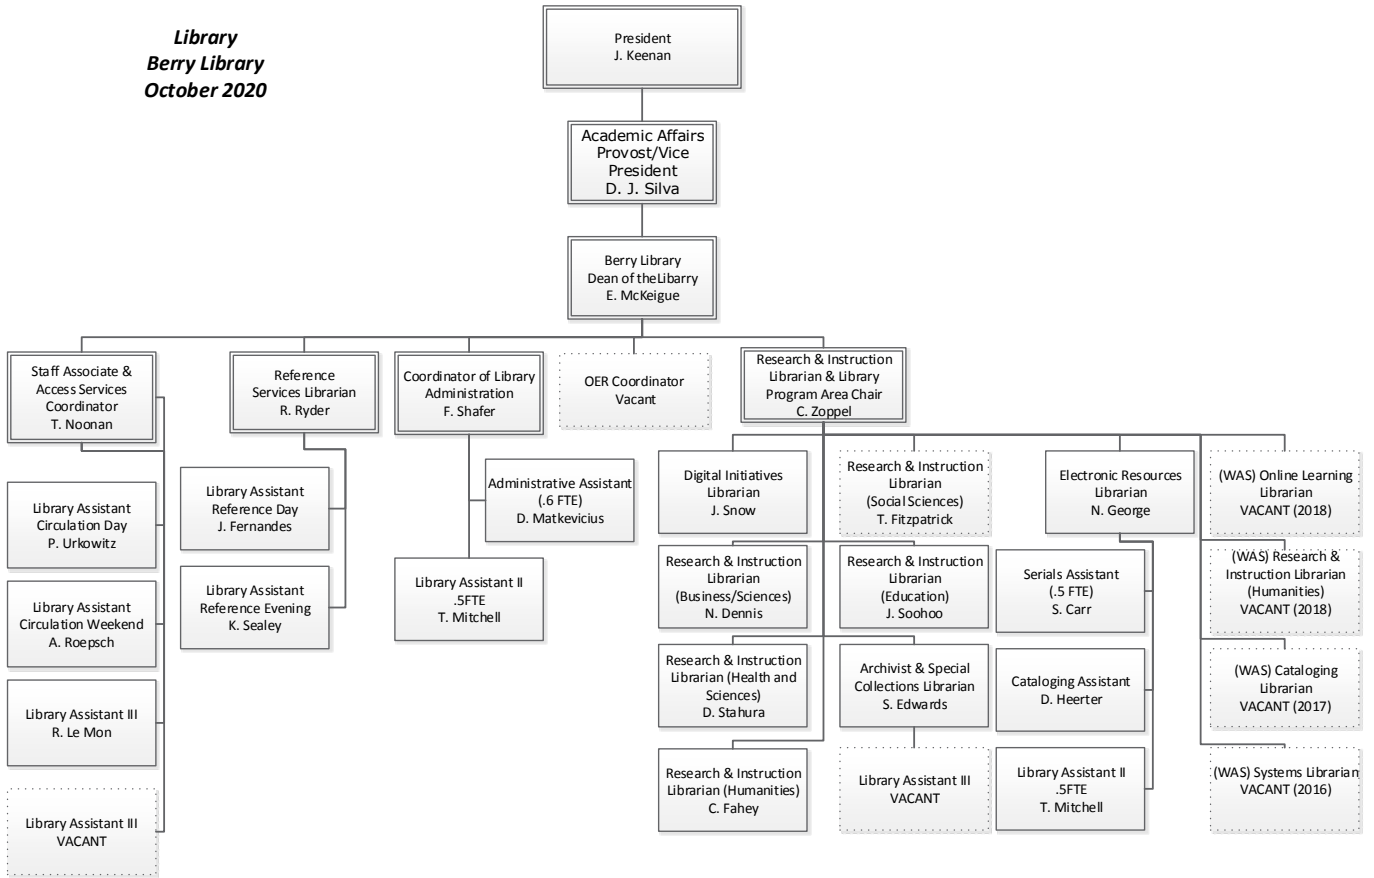 Library
Berry Library
October 2020
President
J. Keenan
Academic Affairs
Provost/Vice
President
D. J. Silva
Berry Library
Dean of theLibarry
E. McKeigue
Staff Associate &
Access Services
Coordinator
T. Noonan
Reference
Services Librarian
R. Ryder
Coordinator of Library
Administration
F. Shafer
OER Coordinator
Vacant
Research & Instruction
Librarian & Library
Program Area Chair
C. Zoppel
Library Assistant
Circulation Day
P. Urkowitz
Library Assistant
Circulation Weekend
A. Roepsch
Library Assistant III
R. Le Mon
Library Assistant III
VACANT
Library Assistant
Reference Day
J. Fernandes
Library Assistant
Reference Evening
K. Sealey
Administrative Assistant
(.6 FTE)
D. Matkevicius
Library Assistant II
.5FTE
T. Mitchell
Digital Initiatives
Librarian
J. Snow
Research & Instruction
Librarian
(Social Sciences)
T. Fitzpatrick
Electronic Resources
Librarian
N. George
(WAS) Online Learning
Librarian
VACANT (2018)
Research & Instruction
Librarian
(Business/Sciences)
N. Dennis
Research & Instruction
Librarian
(Education)
J. Soohoo
Serials Assistant
(.5 FTE)
S. Carr
(WAS) Research &
Instruction Librarian
(Humanities)
VACANT (2018)
Research & Instruction
Librarian (Health and
Sciences)
D. Stahura
Archivist & Special
Collections Librarian
S. Edwards
Cataloging Assistant
D. Heerter
(WAS) Cataloging
Librarian
VACANT (2017)
Research & Instruction
Librarian (Humanities)
C. Fahey
Library Assistant III
VACANT
Library Assistant II
.5FTE
T. Mitchell
(WAS) Systems Librarian
VACANT (2016)